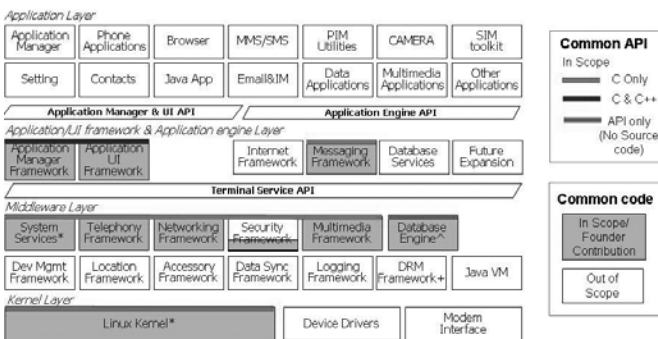 Application Layer
Application Manager
Phone Applications
Browser
MMS/SMS
PIM Utilities
CAMERA
SIM toolkit
Setting
Contacts
Java App
Email&IM
Data Applications
Multimedia Applications
Other Applications
Application Manager & UI API
Application Engine API
Application/UI framework & Application engine Layer
Application Manager Framework
Application UI Framework
Internet Framework
Messaging Framework
Database Services
Future Expansion
Terminal Service API
Middleware Layer
System Services*
Telephony Framework
Networking Framework
Security Framework
Multimedia Framework
Database Engine^
Dev Mgmt Framework
Location Framework
Accessory Framework
Data Sync Framework
Logging Framework
DRM Framework+
Java VM
Kernel Layer
Linux Kernel*
Device Drivers
Modem Interface
Common API
In Scope
C Only
C & C++
API only
(No Source code)
Common code
In Scope/
Founder
Contribution
Out of
Scope